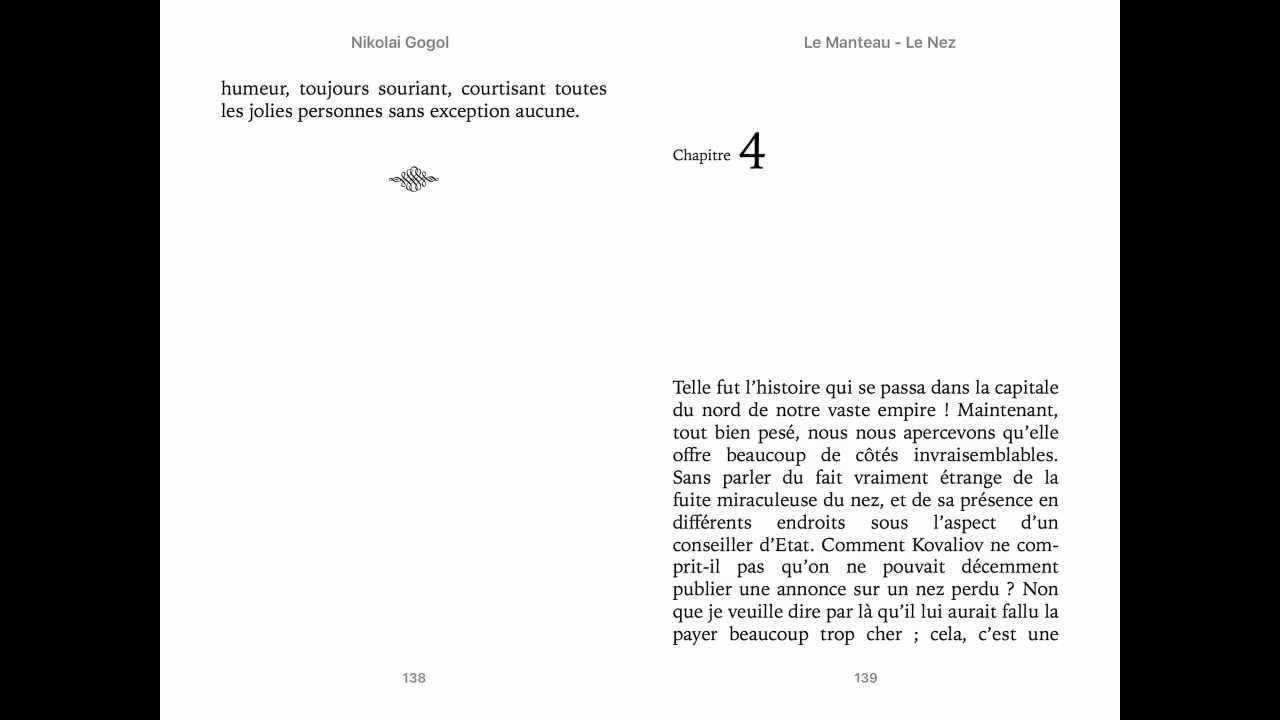 Nikolai Gogol
humeur, toujours souriant, courtisant toutes
les jolies personnes sans exception aucune.
138
Le Manteau - Le Nez
Chapitre 4
Telle fut l’histoire qui se passa dans la capitale
du nord de notre vaste empire ! Maintenant,
tout bien pesé, nous nous apercevons qu’elle
offre beaucoup de côtés invraisemblables.
Sans parler du fait vraiment étrange de la
fuite miraculeuse du nez, et de sa présence en
différents endroits sous l’aspect d’un
conseiller d’Etat. Comment Kovaliov ne com-
prit-il pas qu’on ne pouvait décemment
publier une annonce sur un nez perdu ? Non
que je veuille dire par là qu’il lui aurait fallu la
payer beaucoup trop cher ; cela, c’est une
139